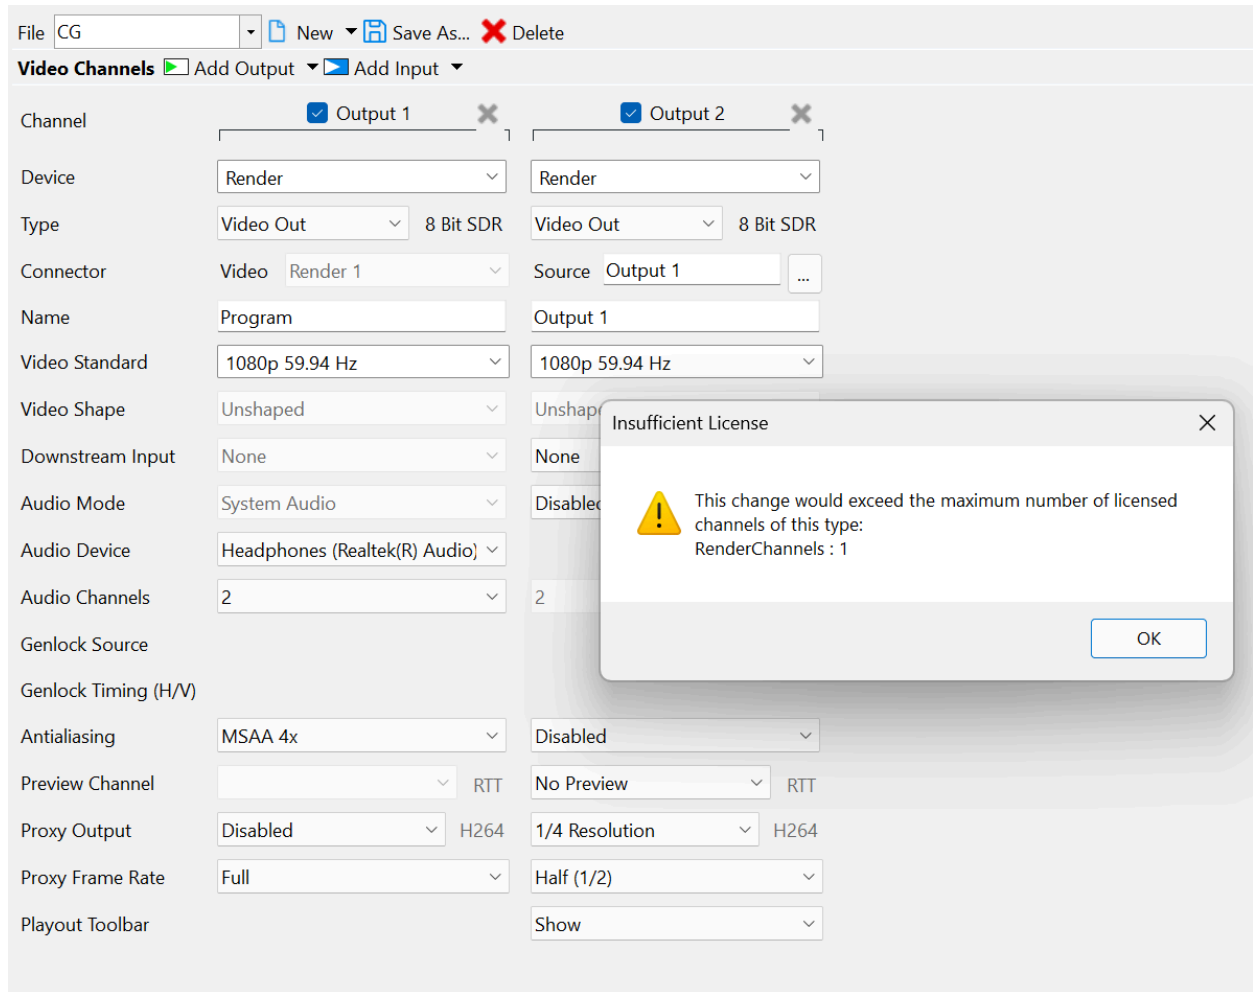 File CG New Save As... Delete
Video Channels Add Output Add Input
Channel Output 1 Output 2
Device Render Render
Type Video Out 8 Bit SDR Video Out 8 Bit SDR
Connector Video Render 1 Source Output 1 ...
Name Program Output 1
Video Standard 1080p 59.94 Hz 1080p 59.94 Hz
Video Shape Unshaped
Downstream Input None None
Audio Mode System Audio
Audio Device Headphones (Realtek(R) Audio)
Audio Channels 2 2
Genlock Source
Genlock Timing (H/V)
Antialiasing MSAA 4x Disabled
Preview Channel RTT No Preview RTT
Proxy Output Disabled H264 1/4 Resolution H264
Proxy Frame Rate Full Half (1/2)
Playout Toolbar Show
Insufficient License
This change would exceed the maximum number of licensed
channels of this type:
RenderChannels : 1
OK